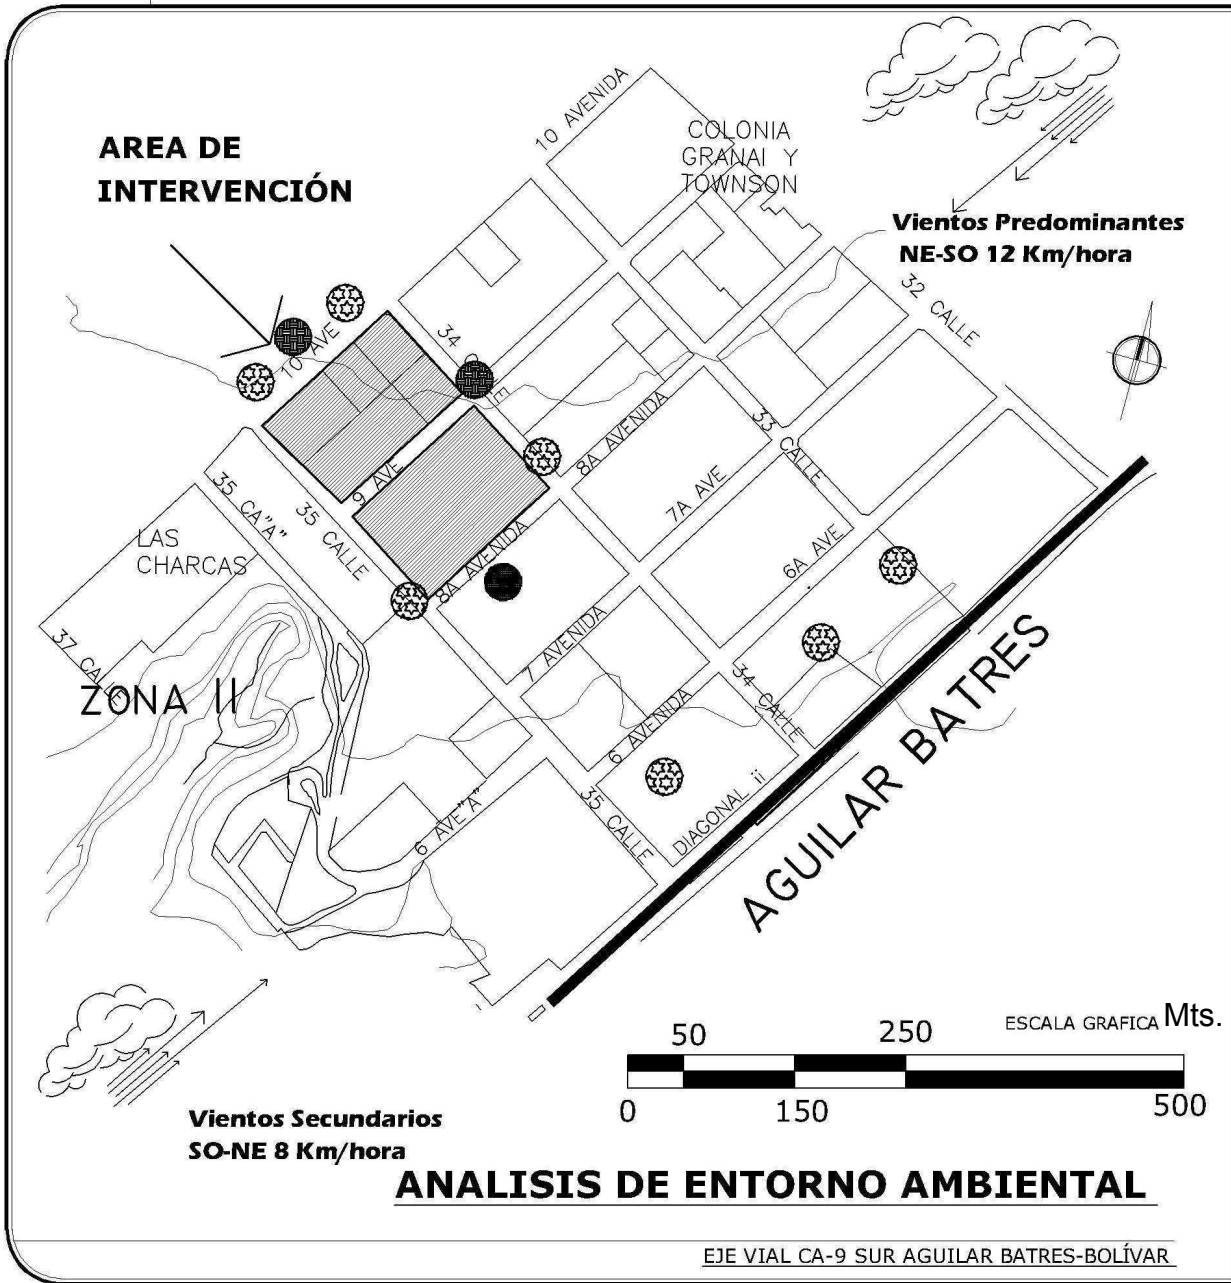 10 AVENIDA
COLONIA
GRANAI Y
TOWNSON
AREA DE
INTERVENCIÓN
Vientos Predominantes
NE-SO 12 Km/hora
32 CALLE
10 AVE
34
8A AVENIDA
33 CALLE
9 AVE
7A AVE
35 CA"A"
35 CALLE
LAS
CHARCAS
6A AVE.
8A AVENIDA
7 AVENIDA
37 CALLE
ZONA II
34 CALLE
6 AVENIDA
AGUILAR BATRES
DIAGONAL ii
35 CALLE
6 AVE"A"
ESCALA GRAFICA Mts.
50
250
0
150
500
Vientos Secundarios
SO-NE 8 Km/hora
ANALISIS DE ENTORNO AMBIENTAL
EJE VIAL CA-9 SUR AGUILAR BATRES-BOLÍVAR